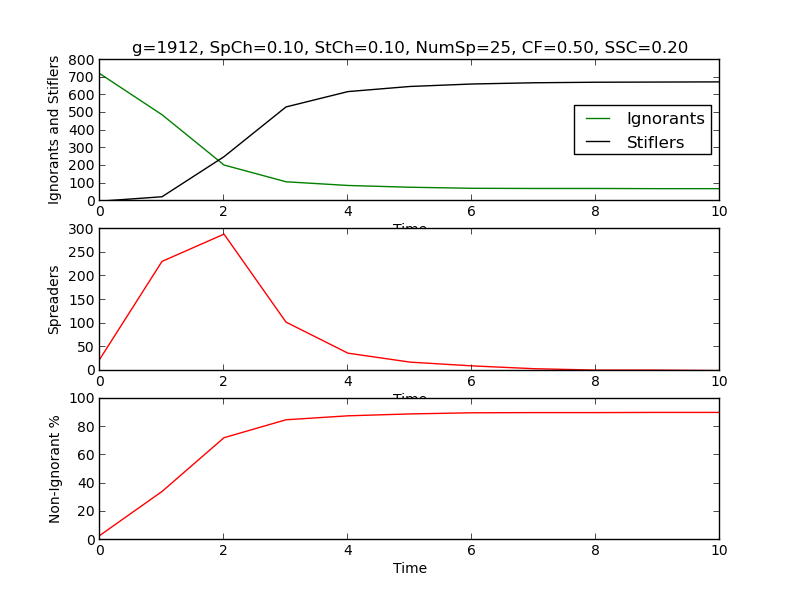 g=1912, SpCh=0.10, StCh=0.10, NumSp=25, CF=0.50, SSC=0.20
Ignorants and Stiflers
800
700
600
500
400
300
200
100
0
Ignorants
Stiflers
0 2 4 6 8 10
Time
Spreaders
300
250
200
150
100
50
0
0 2 4 6 8 10
Time
Non-Ignorant %
100
80
60
40
20
0
0 2 4 6 8 10
Time